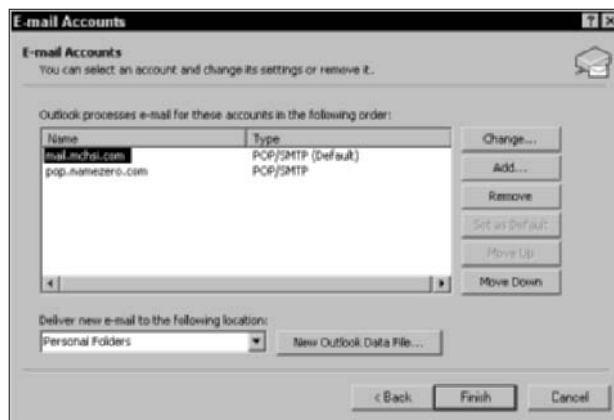 E-mail Accounts
E-mail Accounts
You can select an account and change its settings or remove it.
Outlook processes e-mail for these accounts in the following order:
Name Type
mail.mchsi.com POP/SMTP (Default)
pop.namezero.com POP/SMTP
Change...
Add...
Remove
Set as Default
Move Up
Move Down
Deliver new e-mail to the following location:
Personal Folders New Outlook Data File...
< Back Finish Cancel